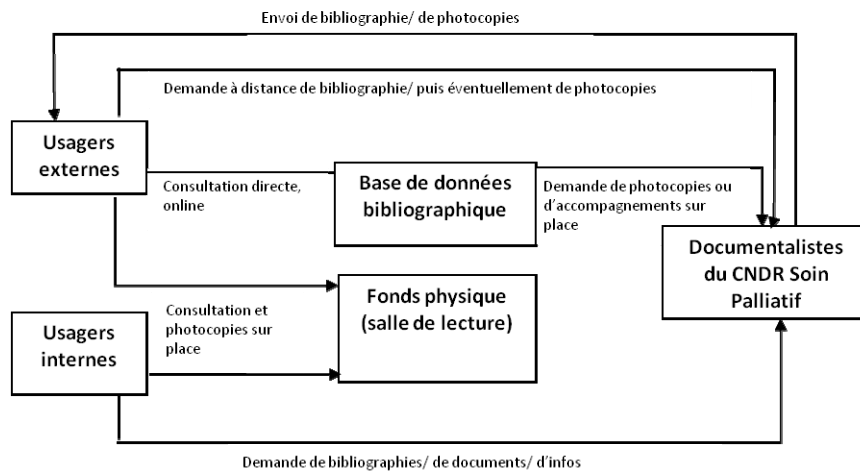 Envoi de bibliographie/ de photocopies
Demande à distance de bibliographie/ puis éventuellement de photocopies
Usagers
externes
Consultation directe,
online
Base de données
bibliographique
Demande de photocopies ou
d'accompagnements sur
place
Documentalistes
du CNDR Soin
Palliatif
Fonds physique
(salle de lecture)
Consultation et
photocopies sur
place
Usagers
internes
Demande de bibliographies/ de documents/ d'infos